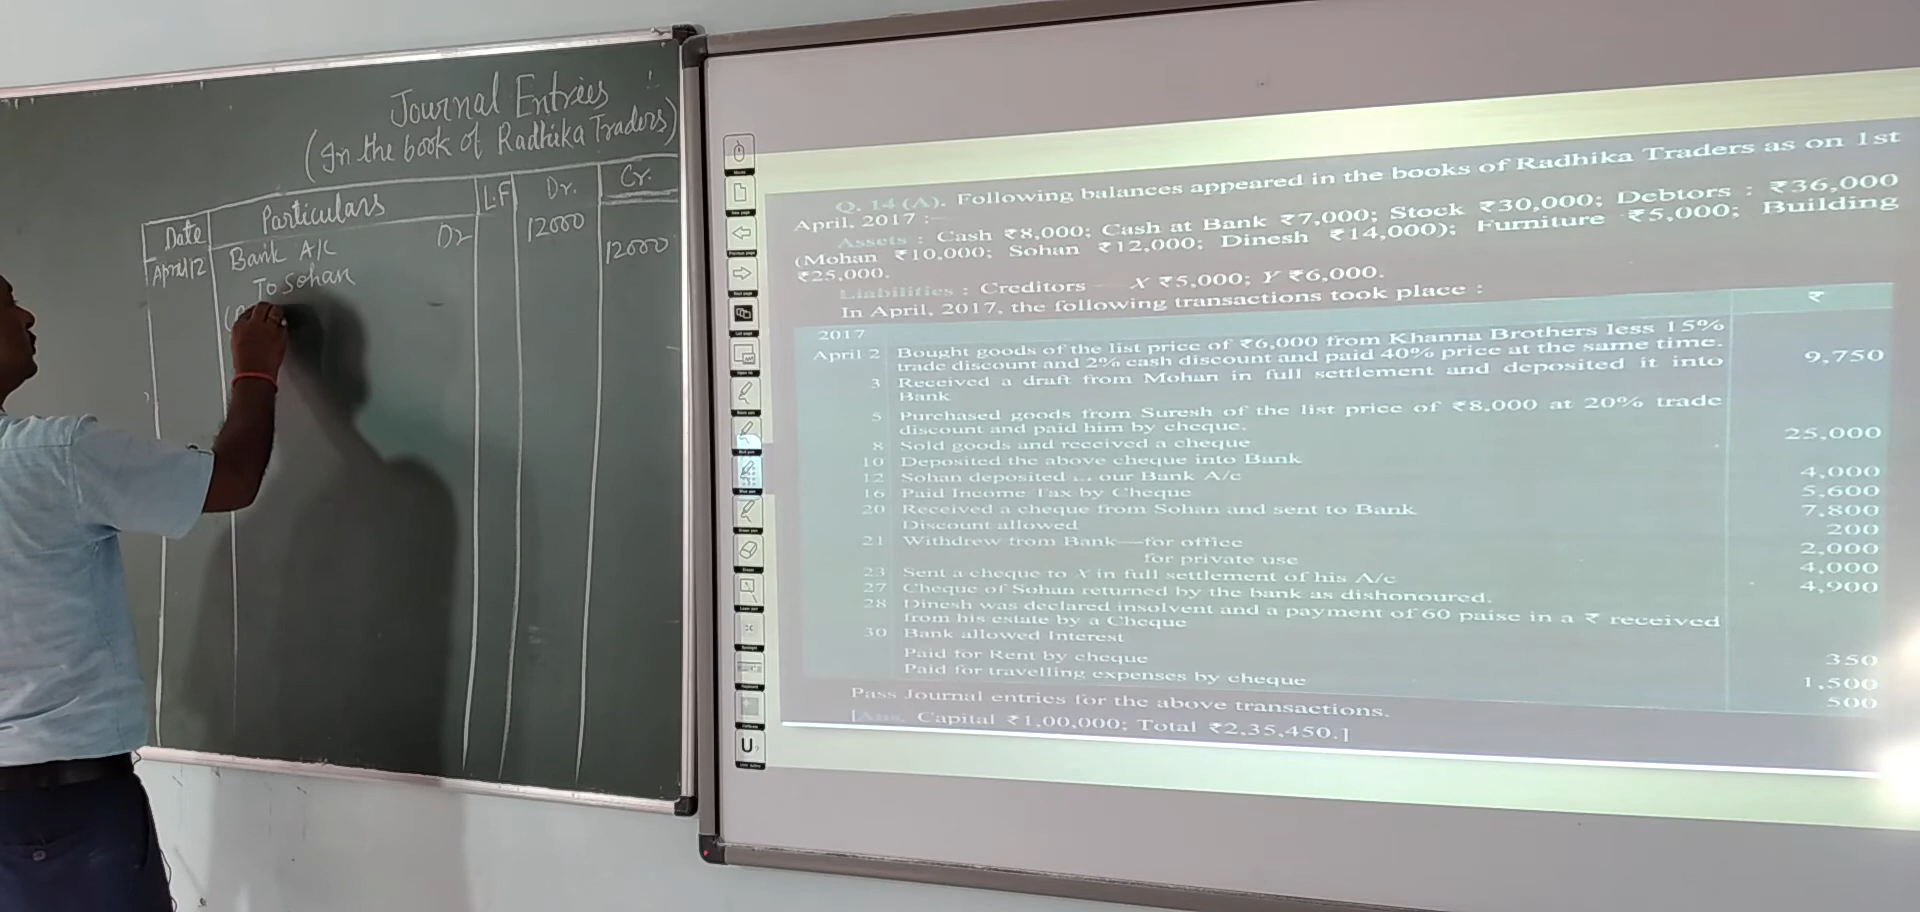 Journal Entries
(In the book of Radhika Traders)
Date Particulars L.F Dr. Cr.
April 12 Bank A/C Dr 12000
To Sohan 12000
Q. 14 (A). Following balances appeared in the books of Radhika Traders as on 1st
April, 2017 :—
Assets : Cash ₹8,000; Cash at Bank ₹7,000; Stock ₹30,000; Debtors : ₹36,000
(Mohan ₹10,000; Sohan ₹12,000; Dinesh ₹14,000); Furniture ₹5,000; Building
₹25,000.
Liabilities : Creditors — X ₹5,000; Y ₹6,000.
In April, 2017, the following transactions took place :
2017 ₹
April 2 Bought goods of the list price of ₹6,000 from Khanna Brothers less 15%
trade discount and 2% cash discount and paid 40% price at the same time.
3 Received a draft from Mohan in full settlement and deposited it into
Bank 9,750
5 Purchased goods from Suresh of the list price of ₹8,000 at 20% trade
discount and paid him by cheque.
8 Sold goods and received a cheque 25,000
10 Deposited the above cheque into Bank
12 Sohan deposited our Bank A/c 4,000
16 Paid Income Tax by Cheque 5,600
20 Received a cheque from Sohan and sent to Bank 7,800
Discount allowed 200
21 Withdrew from Bank—for office 2,000
for private use 4,000
23 Sent a cheque to X in full settlement of his A/c 4,900
27 Cheque of Sohan returned by the bank as dishonoured.
28 Dinesh was declared insolvent and a payment of 60 paise in a ₹ received
from his estate by a Cheque
30 Bank allowed Interest 350
Paid for Rent by cheque 1,500
Paid for travelling expenses by cheque 500
Pass Journal entries for the above transactions.
[Ans. Capital ₹1,00,000; Total ₹2,35,450.]